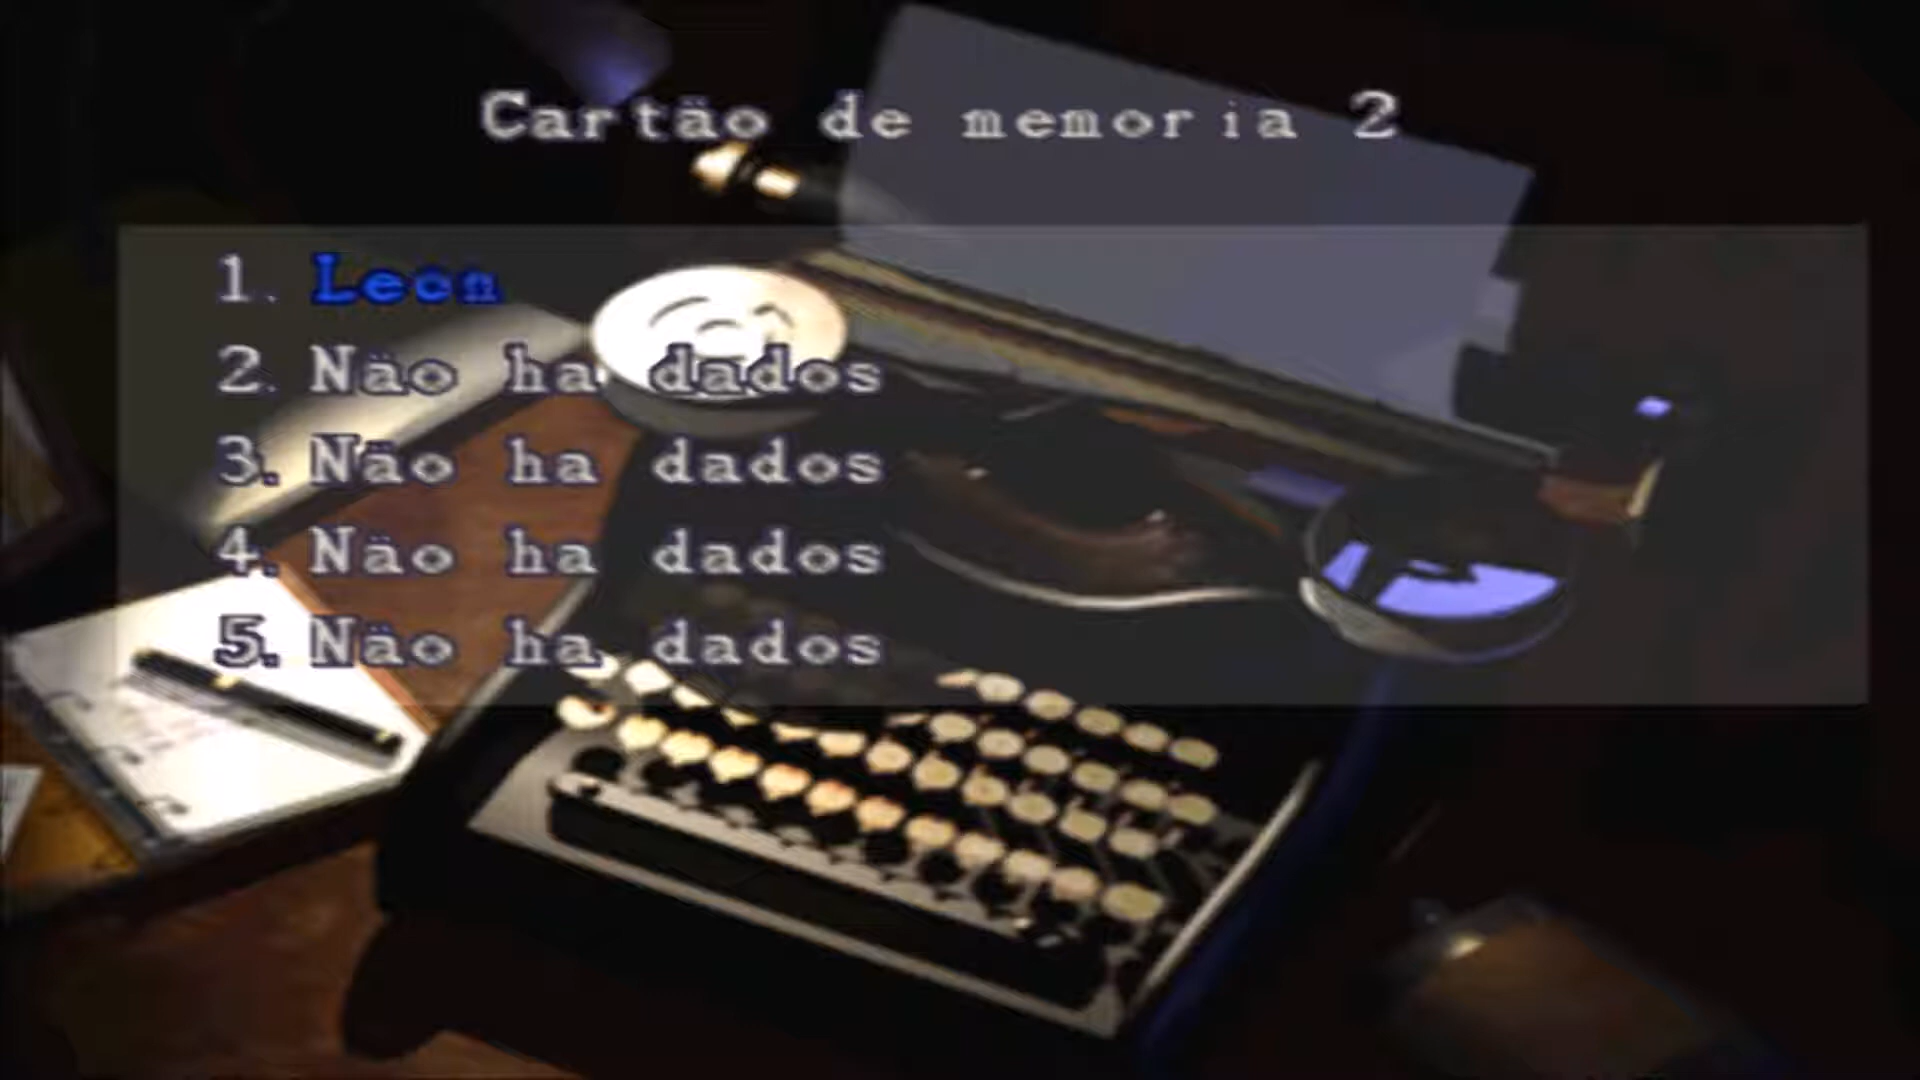 Cartão de memoria 2
1. Leon
2. Não ha dados
3. Não ha dados
4. Não ha dados
5. Não ha dados